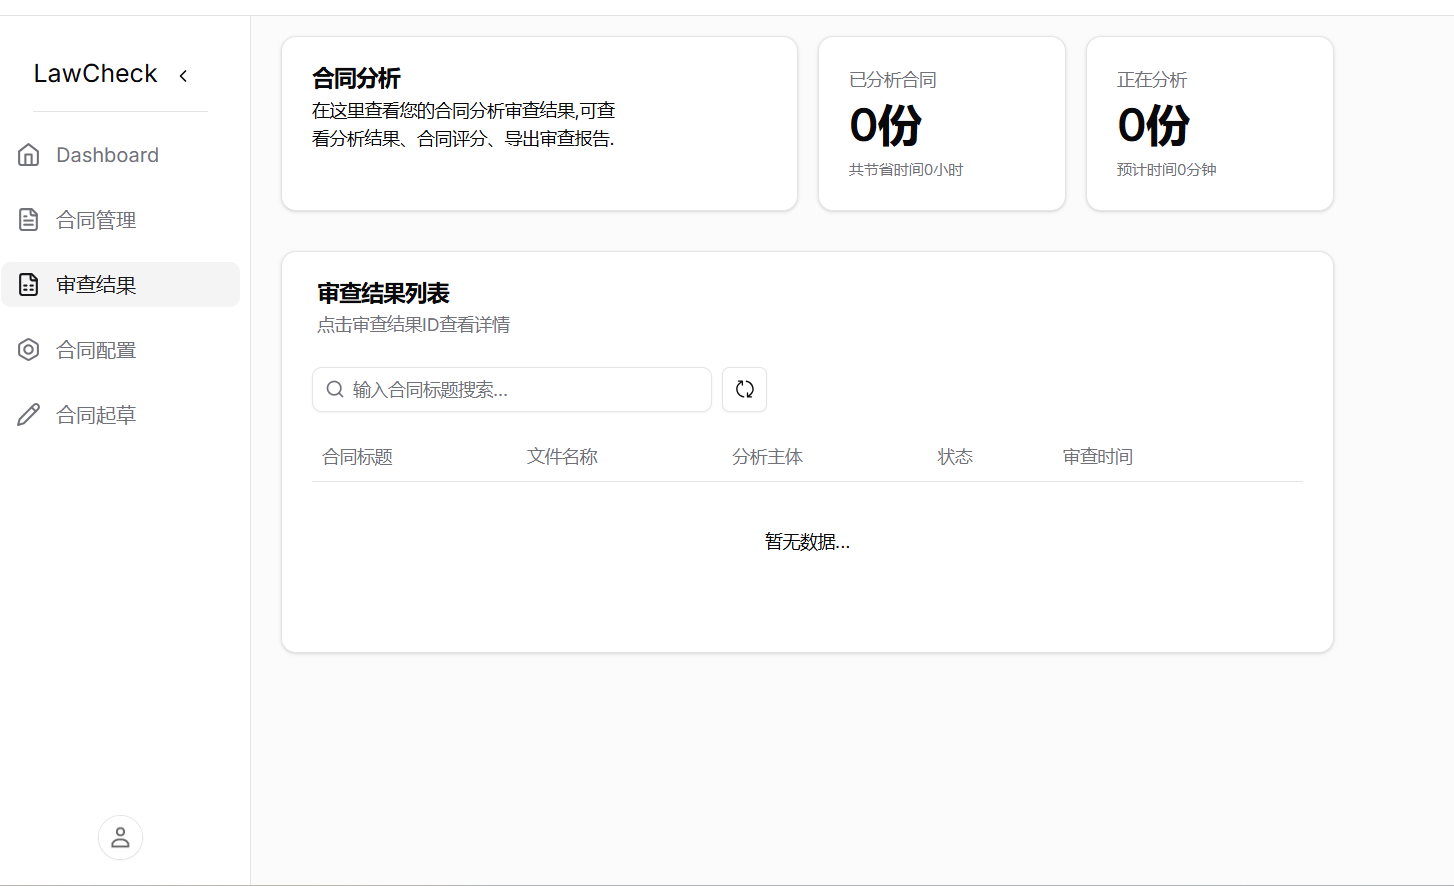 LawCheck
Dashboard
合同管理
审查结果
合同配置
合同起草
合同分析
在这里查看您的合同分析审查结果,可查
看分析结果、合同评分、导出审查报告.
已分析合同
0份
共节省时间0小时
正在分析
0份
预计时间0分钟
审查结果列表
点击审查结果ID查看详情
输入合同标题搜索...
合同标题 文件名称 分析主体 状态 审查时间
暂无数据...